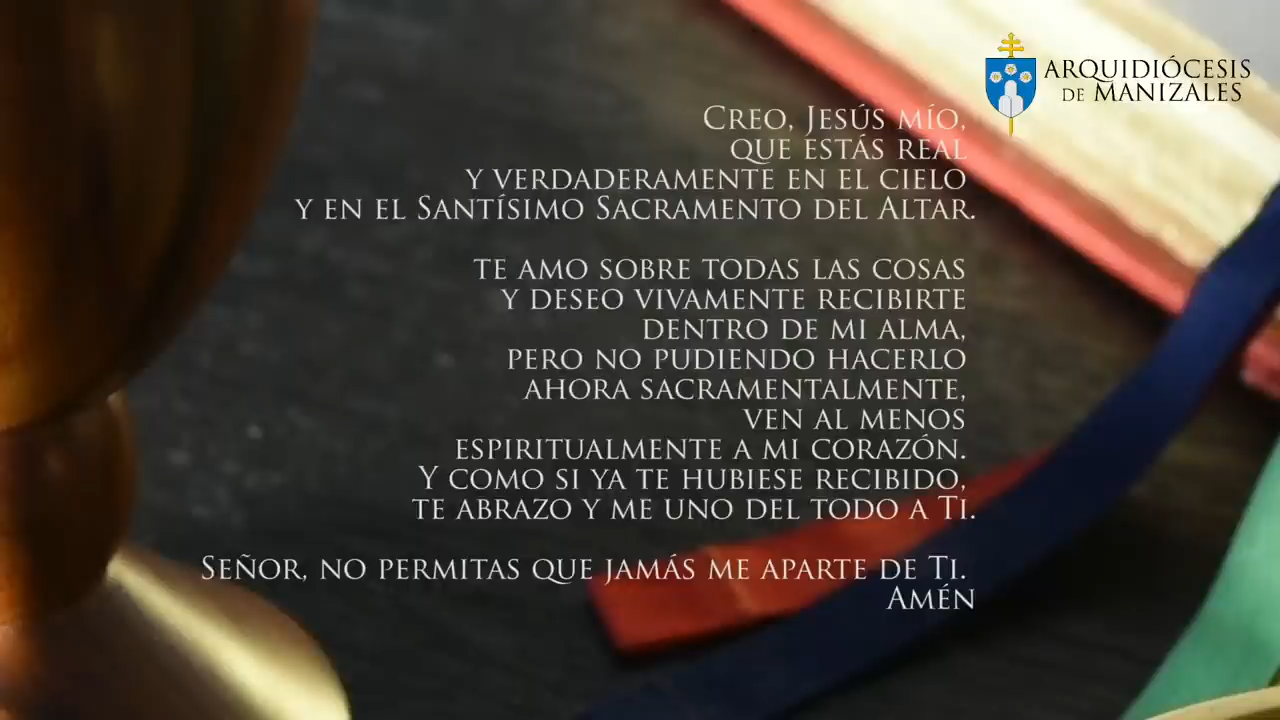 ARQUIDIÓCESIS
DE MANIZALES
CREO, JESÚS MÍO,
QUE ESTÁS REAL
Y VERDADERAMENTE EN EL CIELO
Y EN EL SANTÍSIMO SACRAMENTO DEL ALTAR.
TE AMO SOBRE TODAS LAS COSAS
Y DESEO VIVAMENTE RECIBIRTE
DENTRO DE MI ALMA,
PERO NO PUDIENDO HACERLO
AHORA SACRAMENTALMENTE,
VEN AL MENOS
ESPIRITUALMENTE A MI CORAZÓN.
Y COMO SI YA TE HUBIESE RECIBIDO,
TE ABRAZO Y ME UNO DEL TODO A TI.
SEÑOR, NO PERMITAS QUE JAMÁS ME APARTE DE TI.
AMÉN